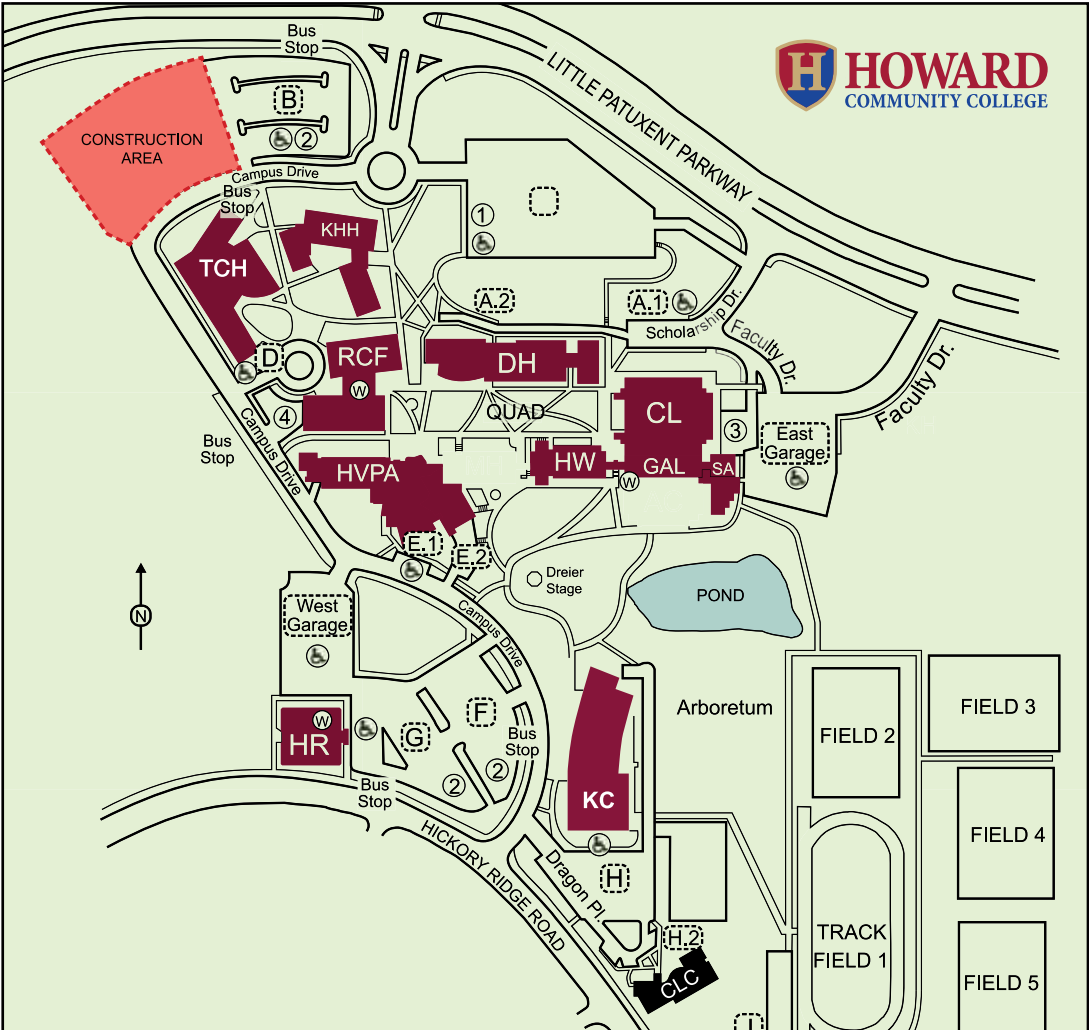 HOWARD
COMMUNITY COLLEGE
H
Bus
Stop
LITTLE PATUXENT PARKWAY
B
2
CONSTRUCTION
AREA
Campus Drive
Bus
Stop
1
KHH
TCH
A.2
A.1
Scholarship Dr.
Faculty Dr.
Faculty Dr.
D
RCF
W
DH
4
QUAD
CL
3
East
Garage
Bus
Stop
Campus Drive
HVPA
HW
GAL
SA
W
E.1
E.2
Dreier
Stage
POND
N
West
Garage
Campus Drive
Arboretum
FIELD 3
FIELD 2
W
HR
G
F
Bus
Stop
2
2
Bus
Stop
KC
FIELD 4
HICKORY RIDGE ROAD
Dragon Pl.
H
H.2
TRACK
FIELD 1
CLC
FIELD 5